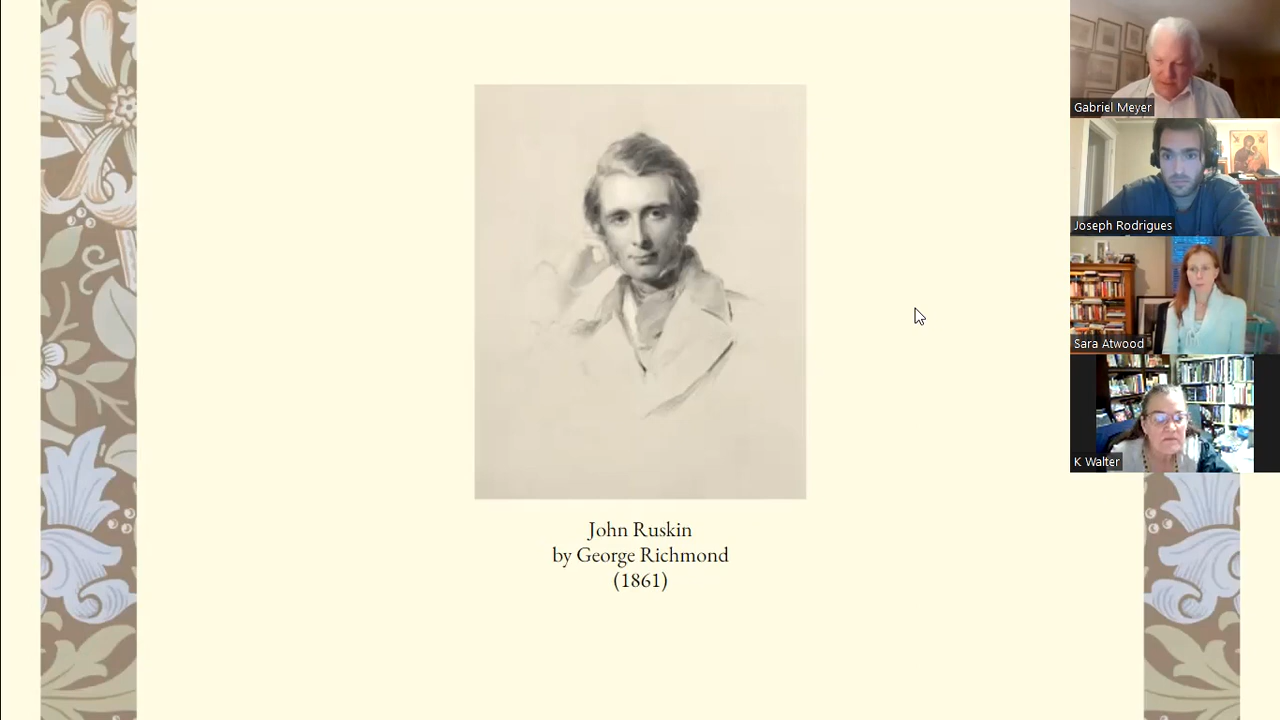 John Ruskin
by George Richmond
(1861)
Gabriel Meyer
Joseph Rodrigues
Sara Atwood
K Walter